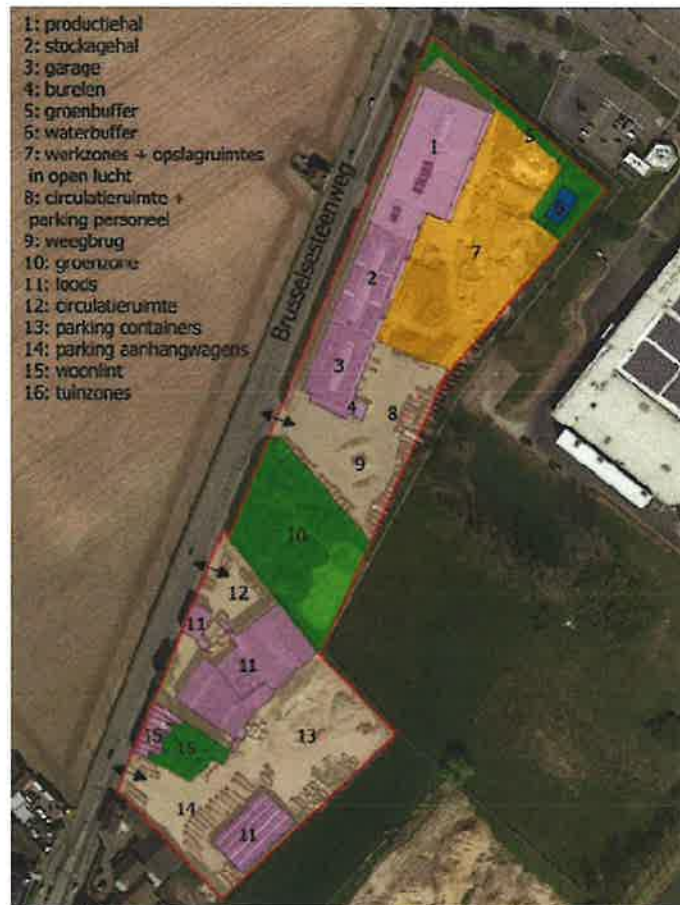 1: productiehal
2: stockagehal
3: garage
4: burelen
5: groenbuffer
6: waterbuffer
7: werkzones + opslagruimtes
in open lucht
8: circulatieruimte +
parking personeel
9: weegbrug
10: groenzone
11: loods
12: circulatieruimte
13: parking containers
14: parking aanhangwagens
15: woonlint
16: tuinzones
Brusselsesteenweg
1
5
6
7
2
3
4
8
9
10
12
11
11
15
16
13
14
11